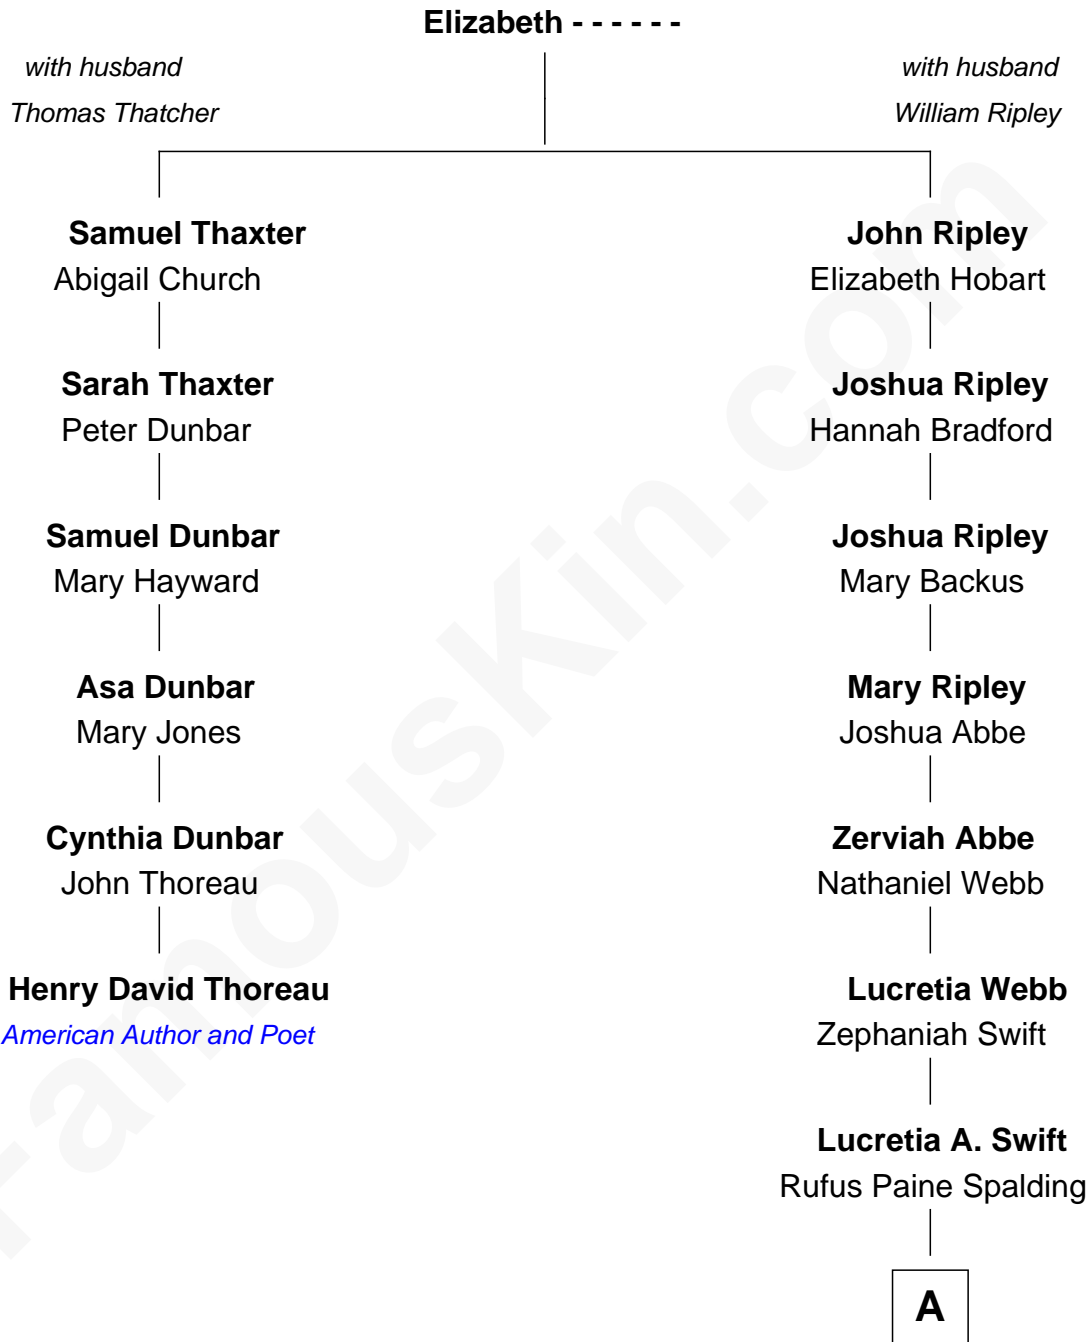 Elizabeth - - - - - -
with husband
Thomas Thatcher
with husband
William Ripley
Samuel Thaxter
Abigail Church
John Ripley
Elizabeth Hobart
Sarah Thaxter
Peter Dunbar
Joshua Ripley
Hannah Bradford
Samuel Dunbar
Mary Hayward
Joshua Ripley
Mary Backus
Asa Dunbar
Mary Jones
Mary Ripley
Joshua Abbe
Cynthia Dunbar
John Thoreau
Zerviah Abbe
Nathaniel Webb
Henry David Thoreau
American Author and Poet
Lucretia Webb
Zephaniah Swift
Lucretia A. Swift
Rufus Paine Spalding
A
FamousKin.com